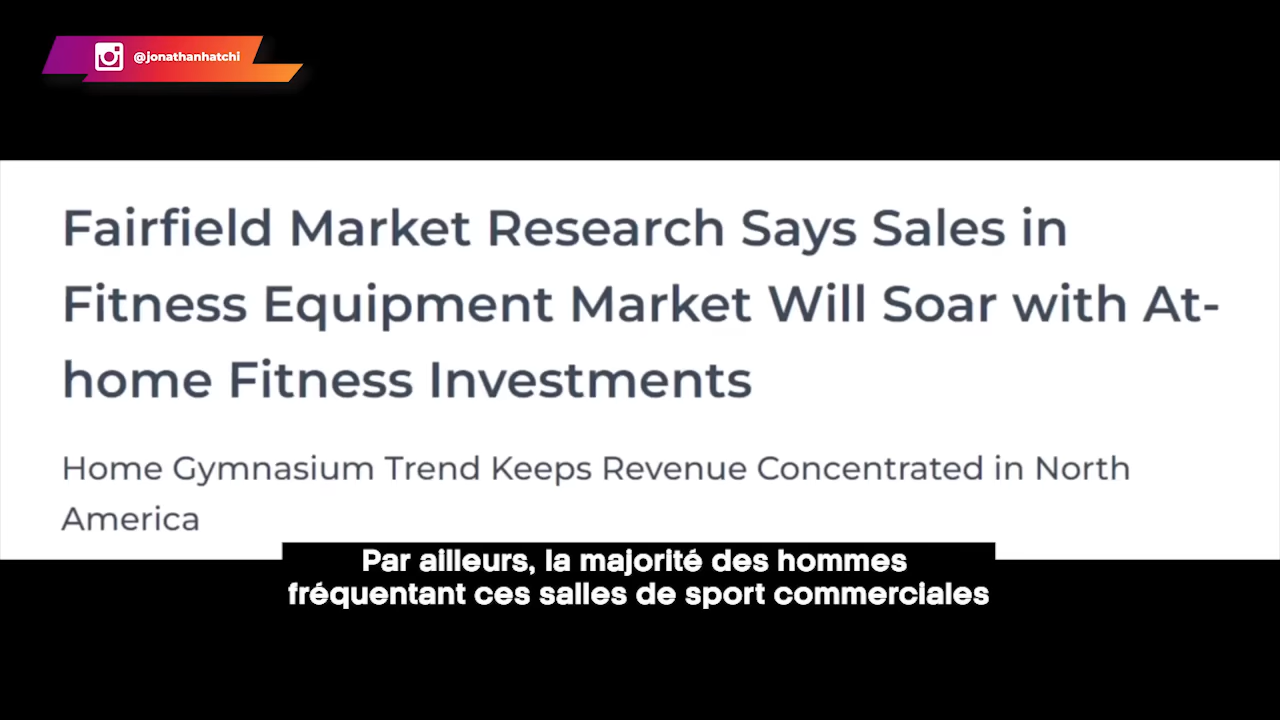 @jonathanhatchi
Fairfield Market Research Says Sales in
Fitness Equipment Market Will Soar with At-
home Fitness Investments
Home Gymnasium Trend Keeps Revenue Concentrated in North
America
Par ailleurs, la majorité des hommes
fréquentant ces salles de sport commerciales